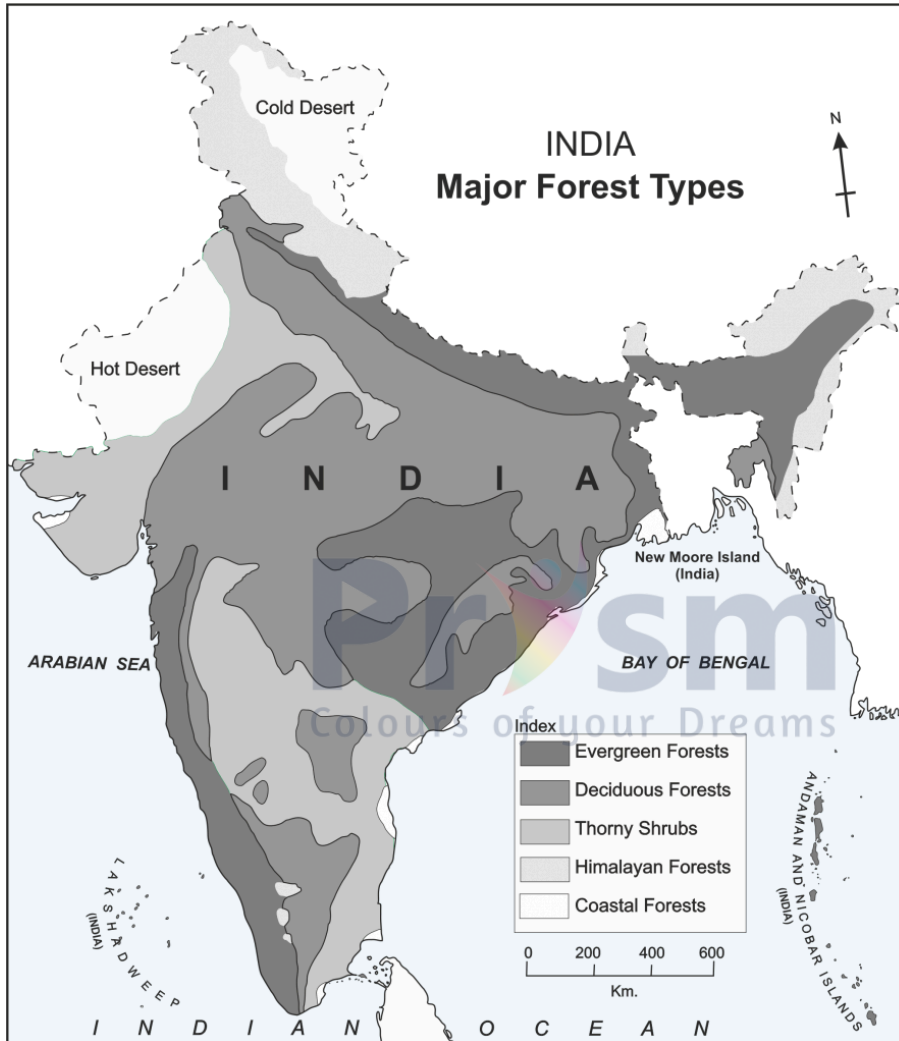 Cold Desert
INDIA
Major Forest Types
N
Hot Desert
I N D I A
New Moore Island
(India)
Prism
ARABIAN SEA
BAY OF BENGAL
Colours of your Dreams
Index
Evergreen Forests
Deciduous Forests
Thorny Shrubs
Himalayan Forests
Coastal Forests
0 200 400 600
Km.
LAKSHADWEEP
(INDIA)
ANDAMAN AND NICOBAR ISLANDS
(INDIA)
I N D I A N O C E A N